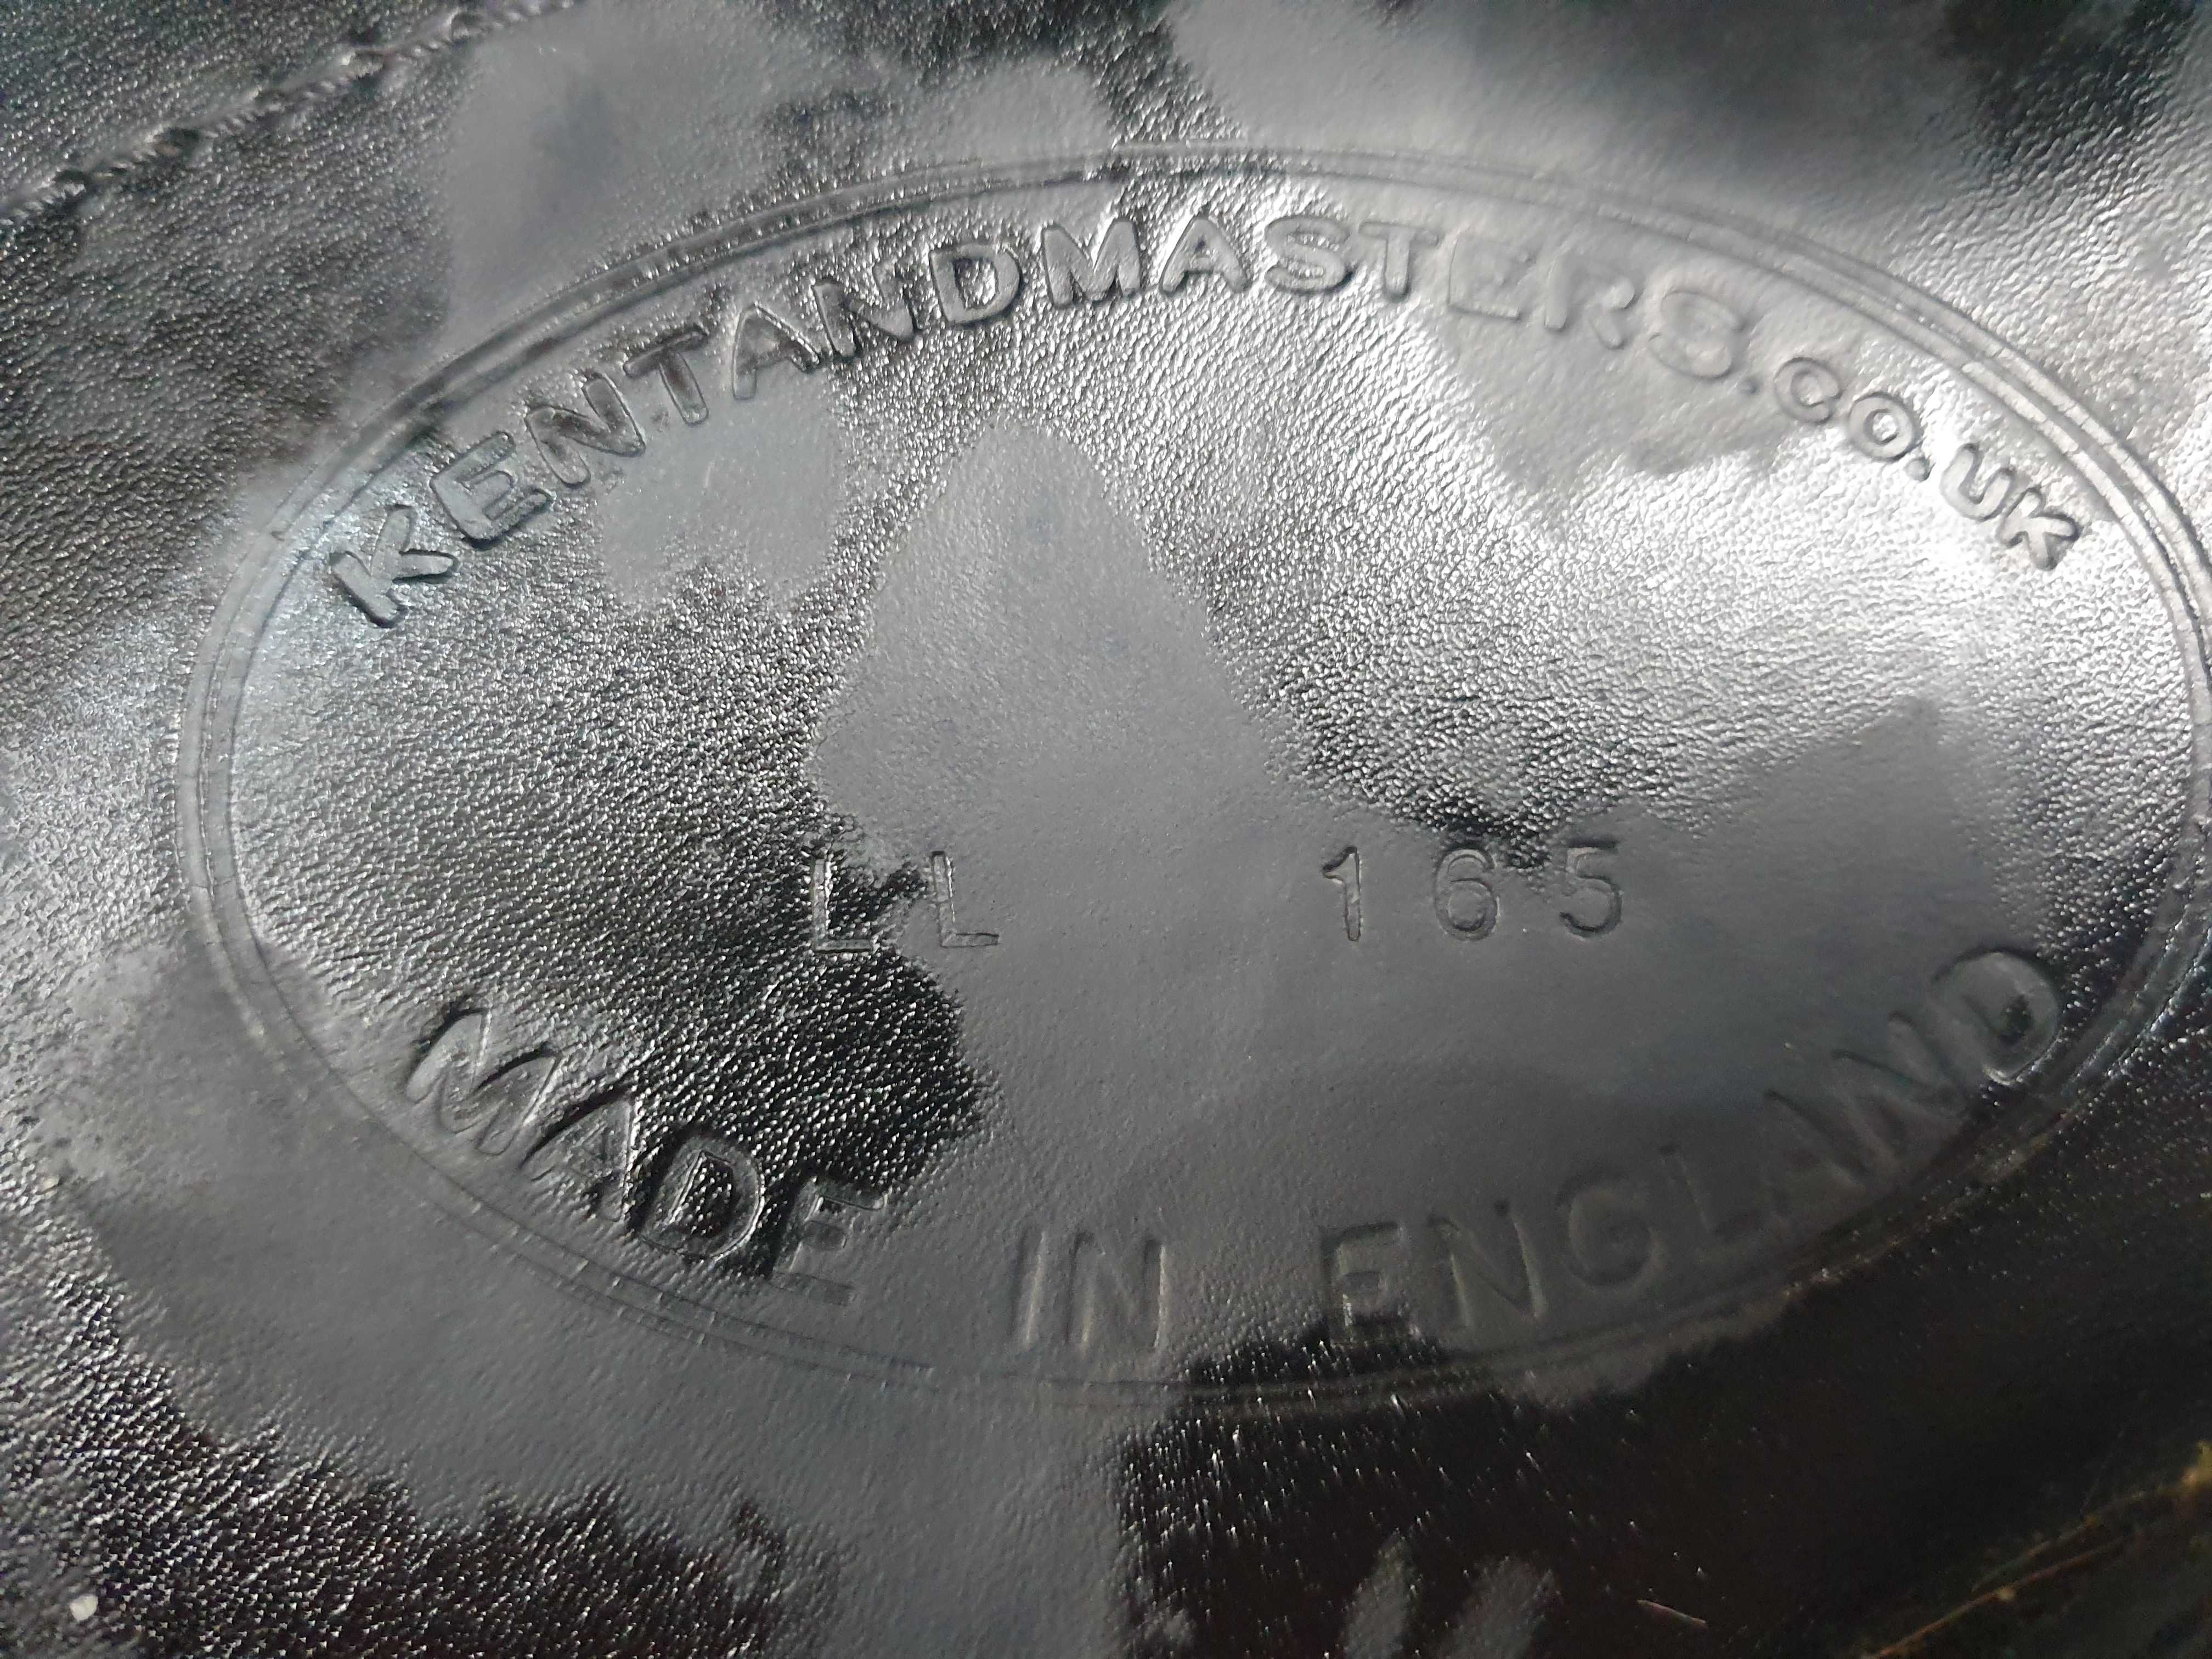 KENTANDMASTERS.CO.UK
LL 165
MADE IN ENGLAND